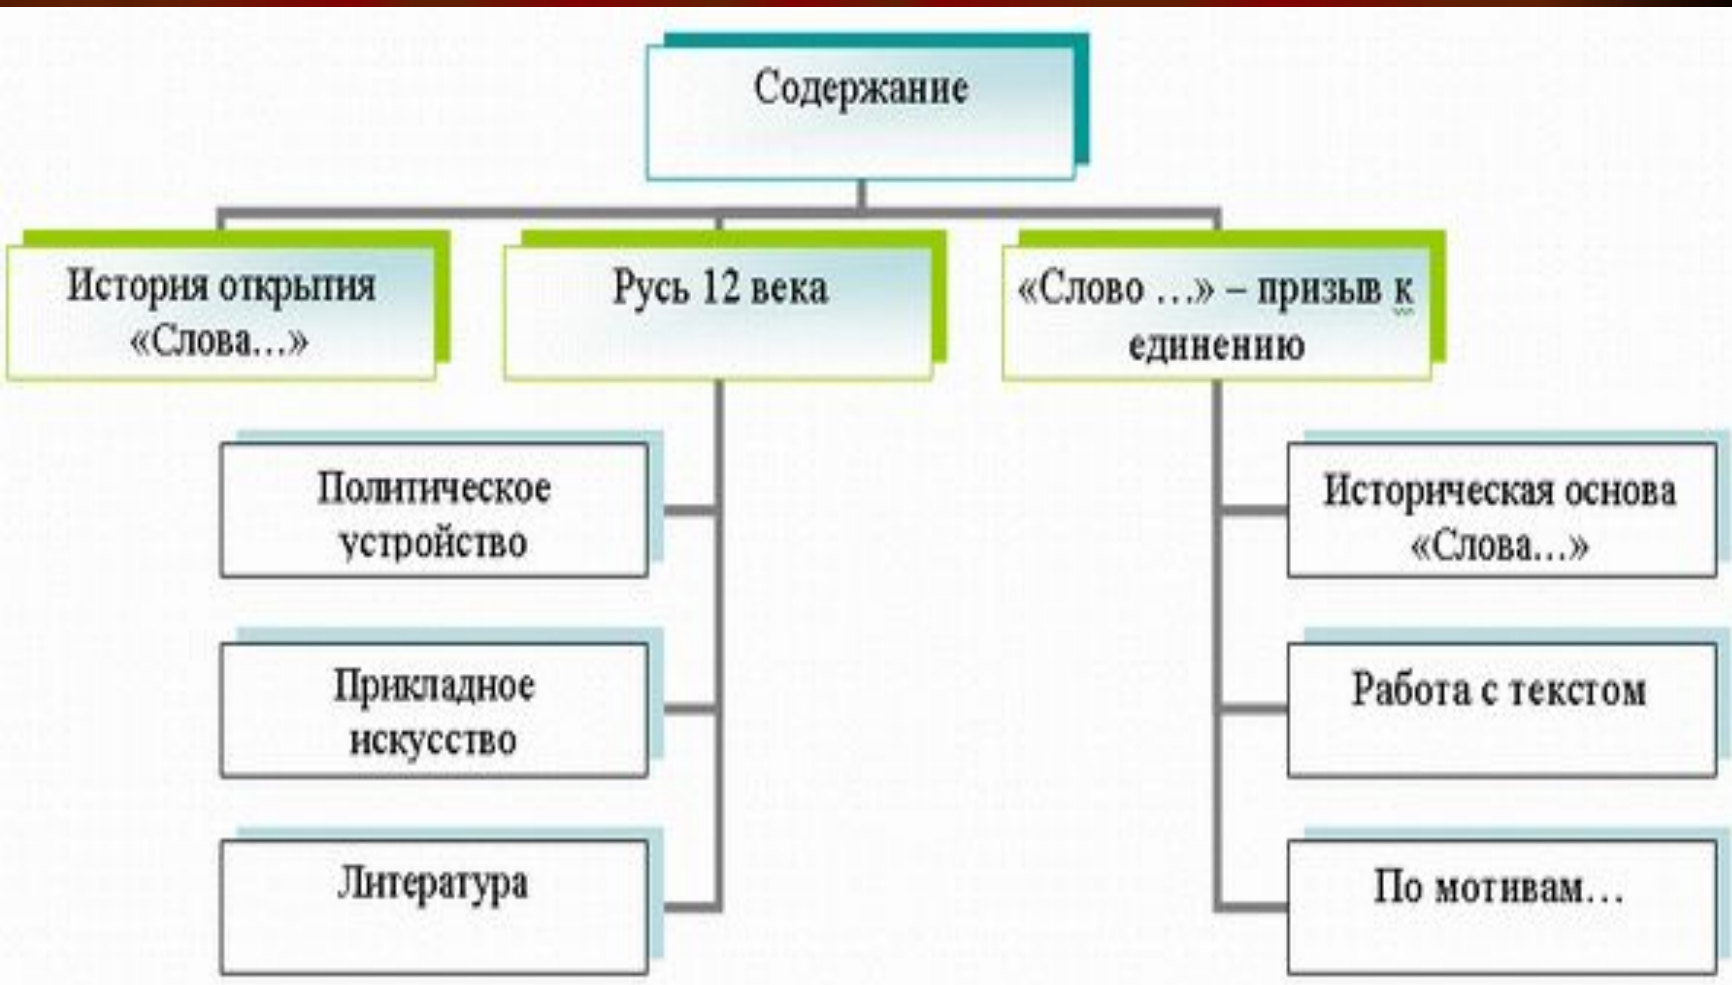 Содержание
История открытия
«Слова...»
Русь 12 века
«Слово ...» – призыв к
единению
Политическое
устройство
Прикладное
искусство
Литература
Историческая основа
«Слова...»
Работа с текстом
По мотивам...